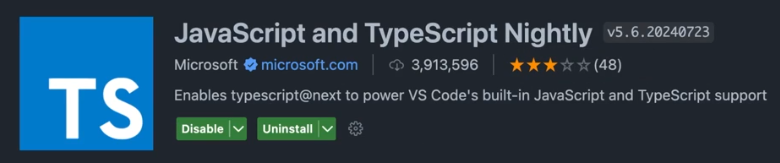 JavaScript and TypeScript Nightly v5.6.20240723
Microsoft microsoft.com 3,913,596 (48)
TS
Enables typescript@next to power VS Code's built-in JavaScript and TypeScript support
Disable Uninstall